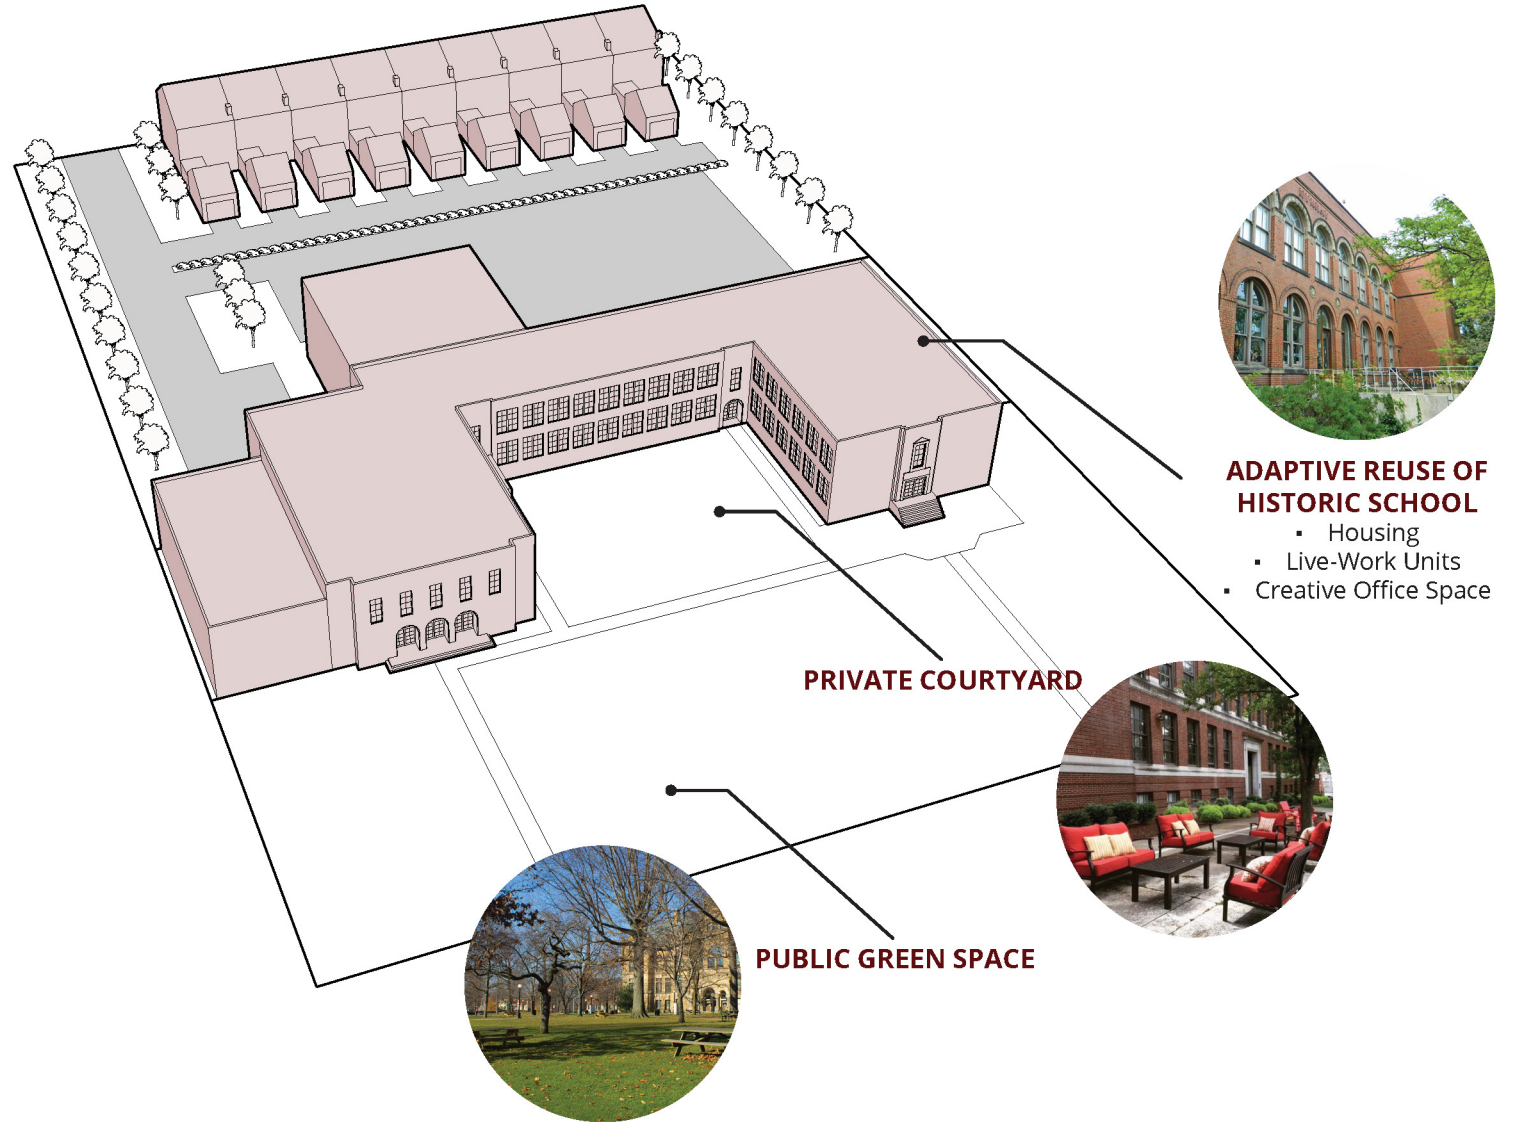 ADAPTIVE REUSE OF
HISTORIC SCHOOL
▪ Housing
▪ Live-Work Units
▪ Creative Office Space
PRIVATE COURTYARD
PUBLIC GREEN SPACE